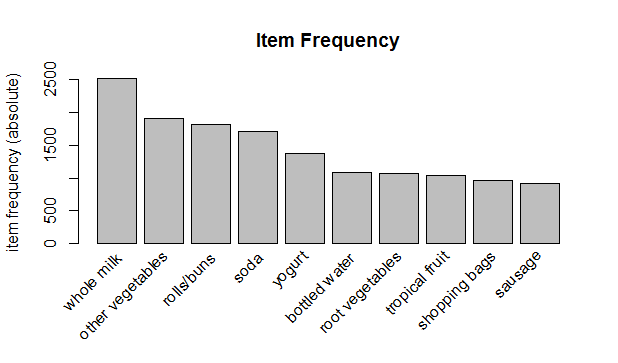 Item Frequency
item frequency (absolute)
2500
1500
500
0
whole milk
other vegetables
rolls/buns
soda
yogurt
bottled water
root vegetables
tropical fruit
shopping bags
sausage